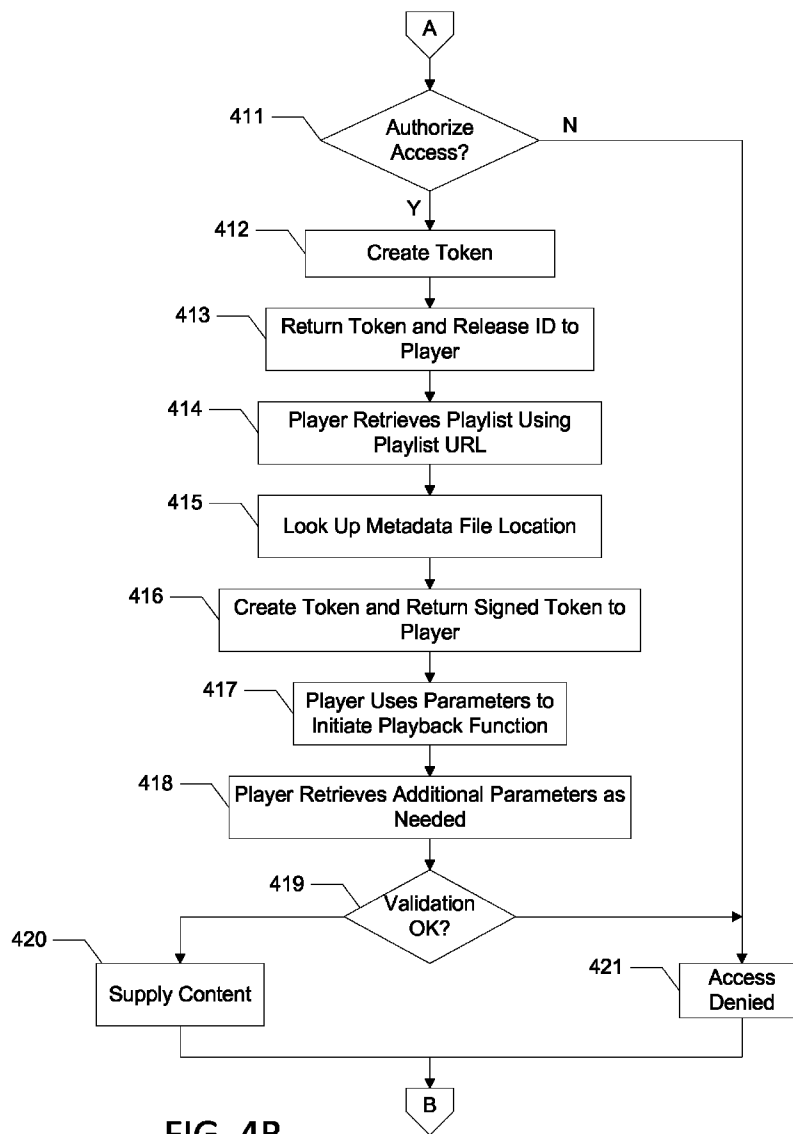 A
411
Authorize
Access?
N
Y
412
Create Token
413
Return Token and Release ID to
Player
414
Player Retrieves Playlist Using
Playlist URL
415
Look Up Metadata File Location
416
Create Token and Return Signed Token to
Player
417
Player Uses Parameters to
Initiate Playback Function
418
Player Retrieves Additional Parameters as
Needed
419
Validation
OK?
420
Supply Content
421
Access
Denied
B
FIG. 4B